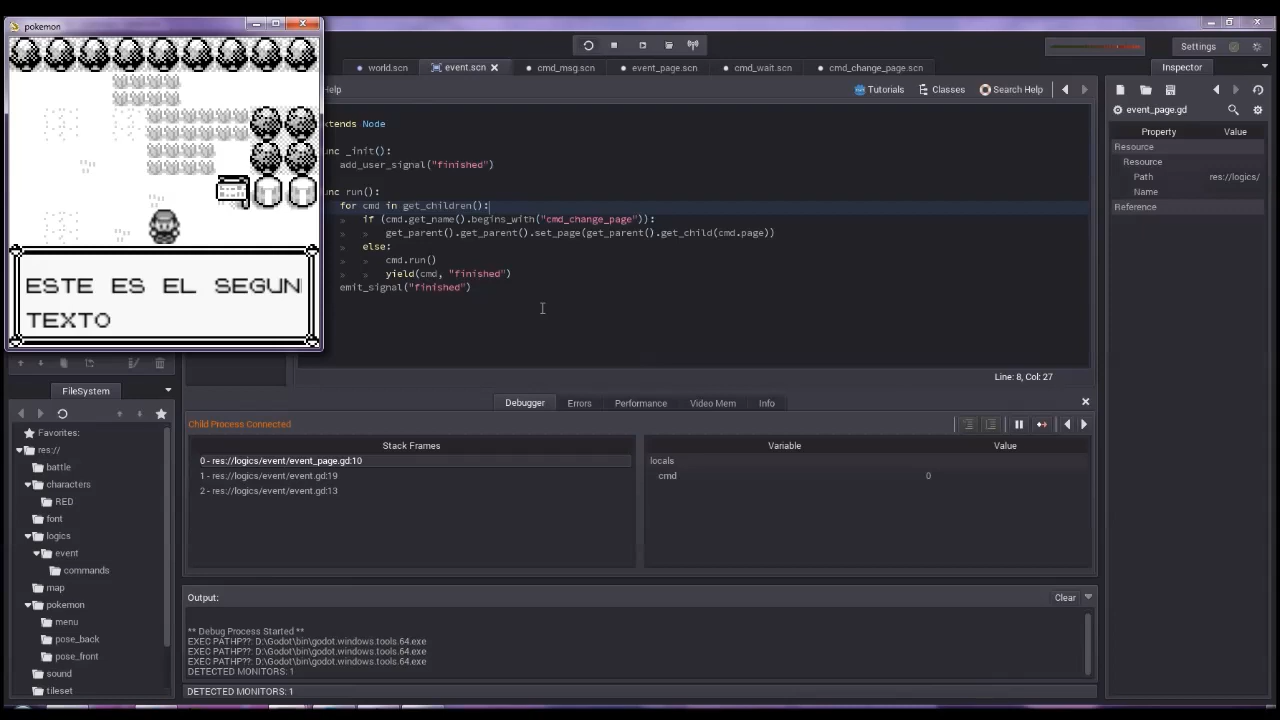 pokemon
Settings
world.scn
event.scn
cmd_msg.scn
event_page.scn
cmd_wait.scn
cmd_change_page.scn
Inspector
Help
Tutorials
Classes
Search Help
event_page.gd
Property
Value
Resource
Resource
Path
res://logics/
Name
Reference
extends Node
func _init():
add_user_signal("finished")
func run():
for cmd in get_children():
if (cmd.get_name().begins_with("cmd_change_page"):
get_parent().get_parent().set_page(get_parent().get_child(cmd.page))
else:
cmd.run()
yield(cmd, "finished")
emit_signal("finished")
Line: 8, Col: 27
ESTE ES EL SEGUN
TEXTO
FileSystem
Favorites:
res://
battle
characters
RED
font
logics
event
commands
map
pokemon
menu
pose_back
pose_front
sound
tileset
Debugger
Errors
Performance
Video Mem
Info
Child Process Connected
Stack Frames
0 - res://logics/event/event_page.gd:10
1 - res://logics/event/event.gd:19
2 - res://logics/event/event.gd:13
Variable
Value
locals
cmd
0
Output:
Clear
** Debug Process Started **
EXEC PATHP??: D:\Godot\bin\godot.windows.tools.64.exe
EXEC PATHP??: D:\Godot\bin\godot.windows.tools.64.exe
EXEC PATHP??: D:\Godot\bin\godot.windows.tools.64.exe
DETECTED MONITORS: 1
DETECTED MONITORS: 1